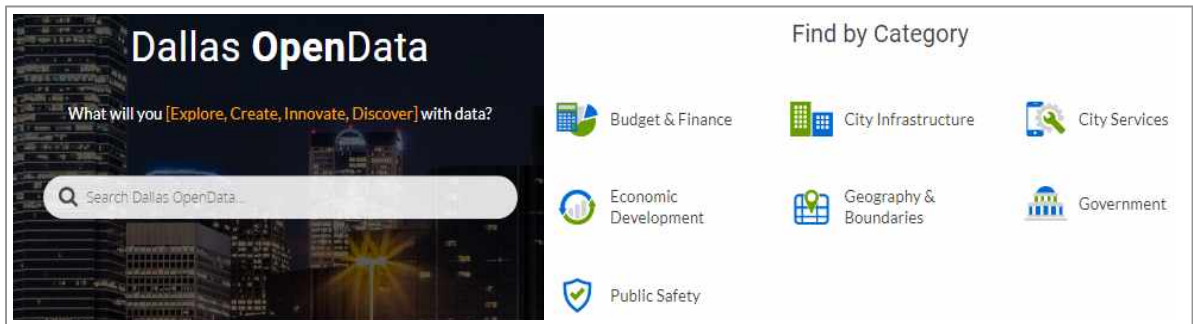 Dallas OpenData
What will you [Explore, Create, Innovate, Discover] with data?
Search Dallas OpenData...
Find by Category
Budget & Finance
City Infrastructure
City Services
Economic
Development
Geography &
Boundaries
Government
Public Safety